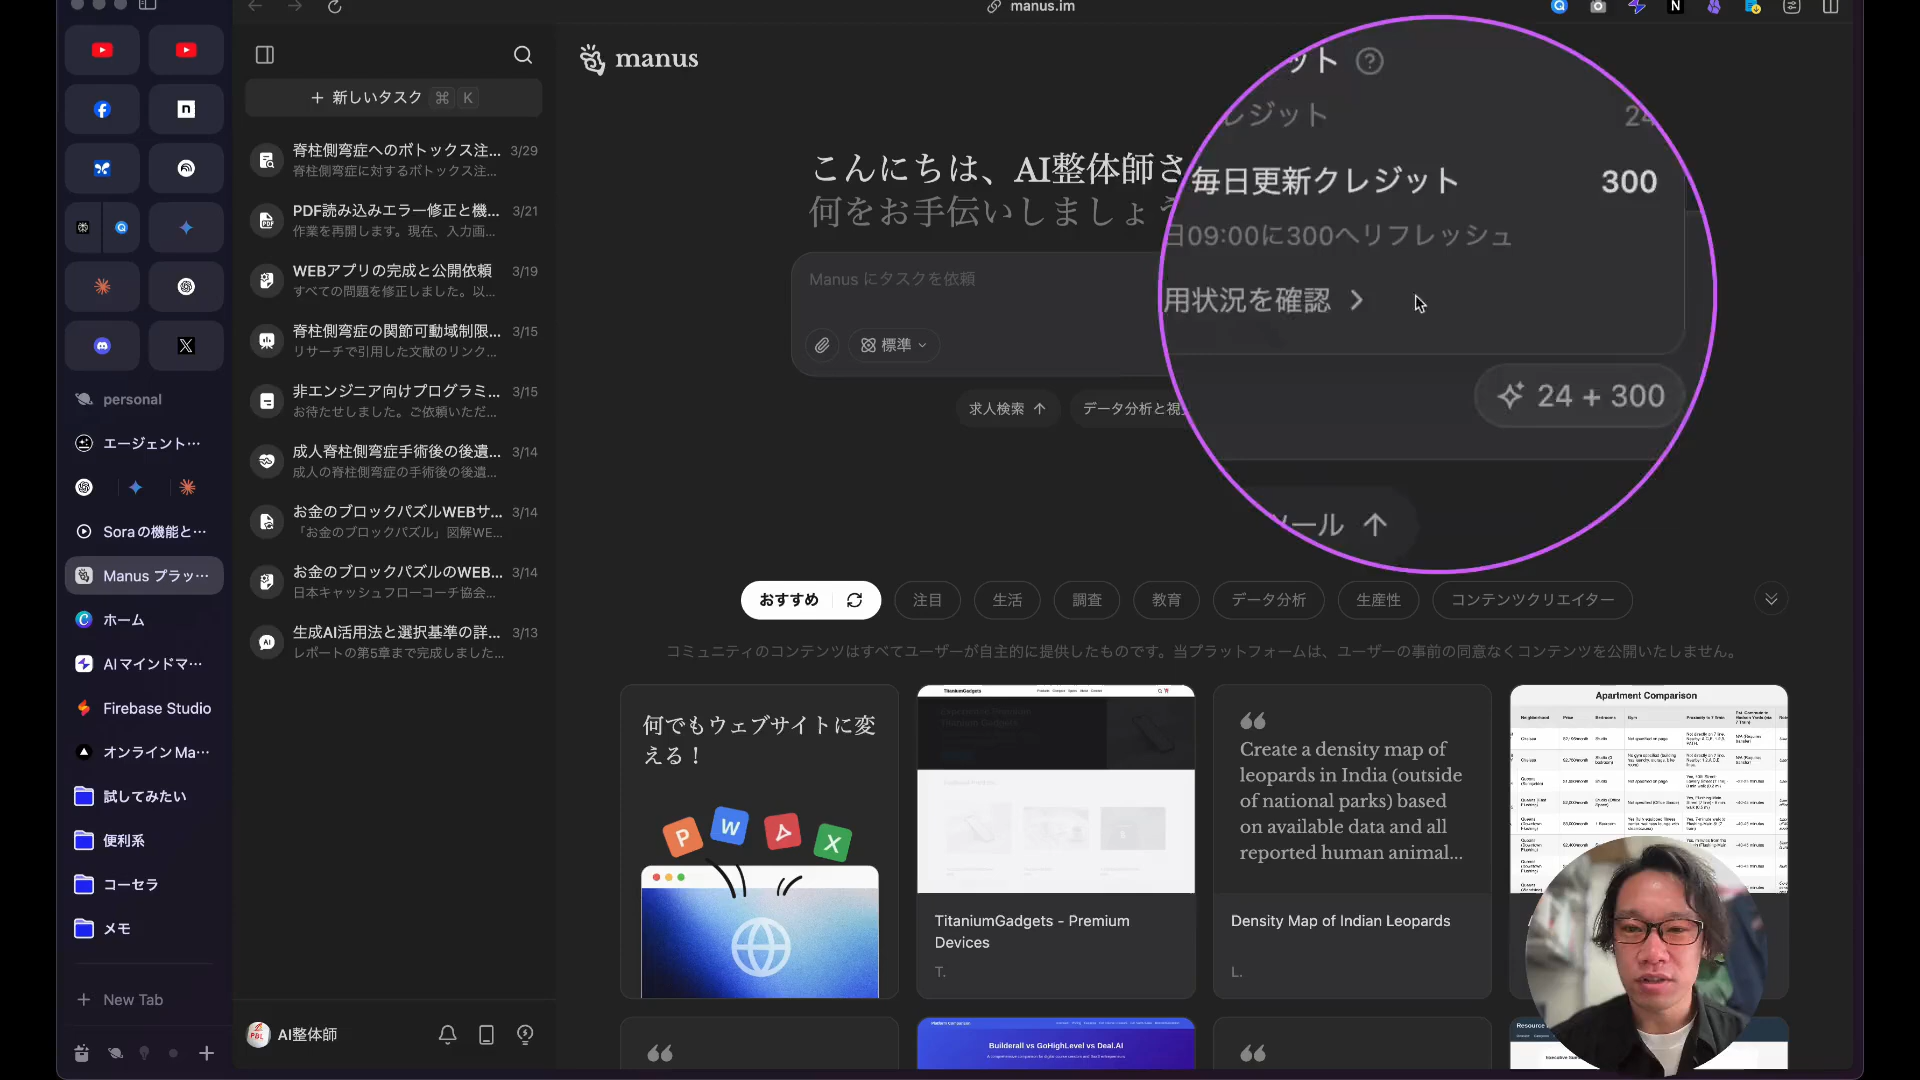 manus.im
manus
新しいタスク ⌘ K
脊柱側弯症へのボトックス注... 3/29
脊柱側弯症に対するボトックス注...
PDF読み込みエラー修正と機... 3/21
作業を再開します。現在、入力画...
WEBアプリの完成と公開依頼 3/19
すべての問題を修正しました。以...
脊柱側弯症の関節可動域制限... 3/15
リサーチで引用した文献のリンク...
非エンジニア向けプログラミ... 3/15
お待たせしました。ご依頼いただ...
成人脊柱側弯症手術後の後遺... 3/14
成人の脊柱側弯症の手術後の後遺...
お金のブロックパズルWEBサ... 3/14
「お金のブロックパズル」図解WE...
お金のブロックパズルのWEB... 3/14
日本キャッシュフローコーチ協会...
生成AI活用法と選択基準の詳... 3/13
レポートの第5章まで完成しました...
AI整体師
personal
エージェント…
Soraの機能と…
Manus プラッ…
ホーム
AIマインドマ…
Firebase Studio
オンライン Ma…
試してみたい
便利系
コーセラ
メモ
New Tab
こんにちは、AI整体師さ
何をお手伝いしましょう
Manus にタスクを依頼
標準
求人検索
データ分析と視
ット
レジット 24
毎日更新クレジット 300
日09:00に300へリフレッシュ
用状況を確認
24 + 300
ツール
おすすめ 注目 生活 調査 教育 データ分析 生産性 コンテンツクリエイター
コミュニティのコンテンツはすべてユーザーが自主的に提供したものです。当プラットフォームは、ユーザーの事前の同意なくコンテンツを公開いたしません。
何でもウェブサイトに変
える！
P W X
TitaniumGadgets
TitaniumGadgets - Premium
Devices
T.
Create a density map of
leopards in India (outside
of national parks) based
on available data and all
reported human animal...
Density Map of Indian Leopards
L.
Apartment Comparison
Builderall vs GoHighLevel vs Deal.AI